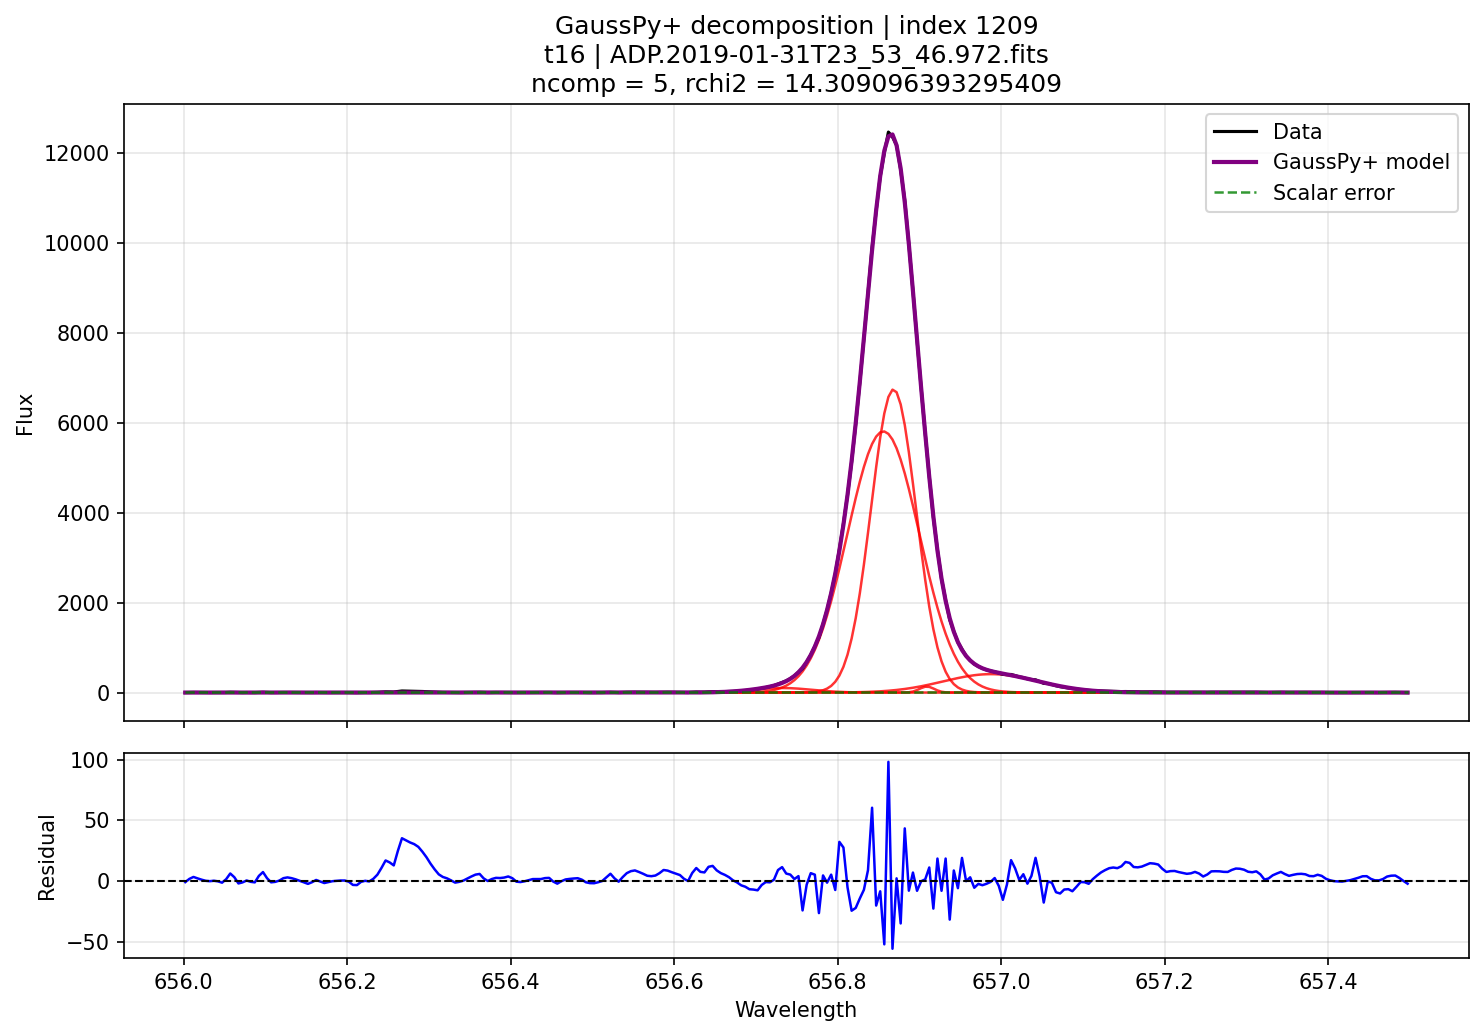 GaussPy+ decomposition | index 1209
t16 | ADP.2019-01-31T23_53_46.972.fits
ncomp = 5, rchi2 = 14.309096393295409
Data
GaussPy+ model
Scalar error
Flux
12000
10000
8000
6000
4000
2000
0
Residual
100
50
0
−50
656.0
656.2
656.4
656.6
656.8
657.0
657.2
657.4
Wavelength